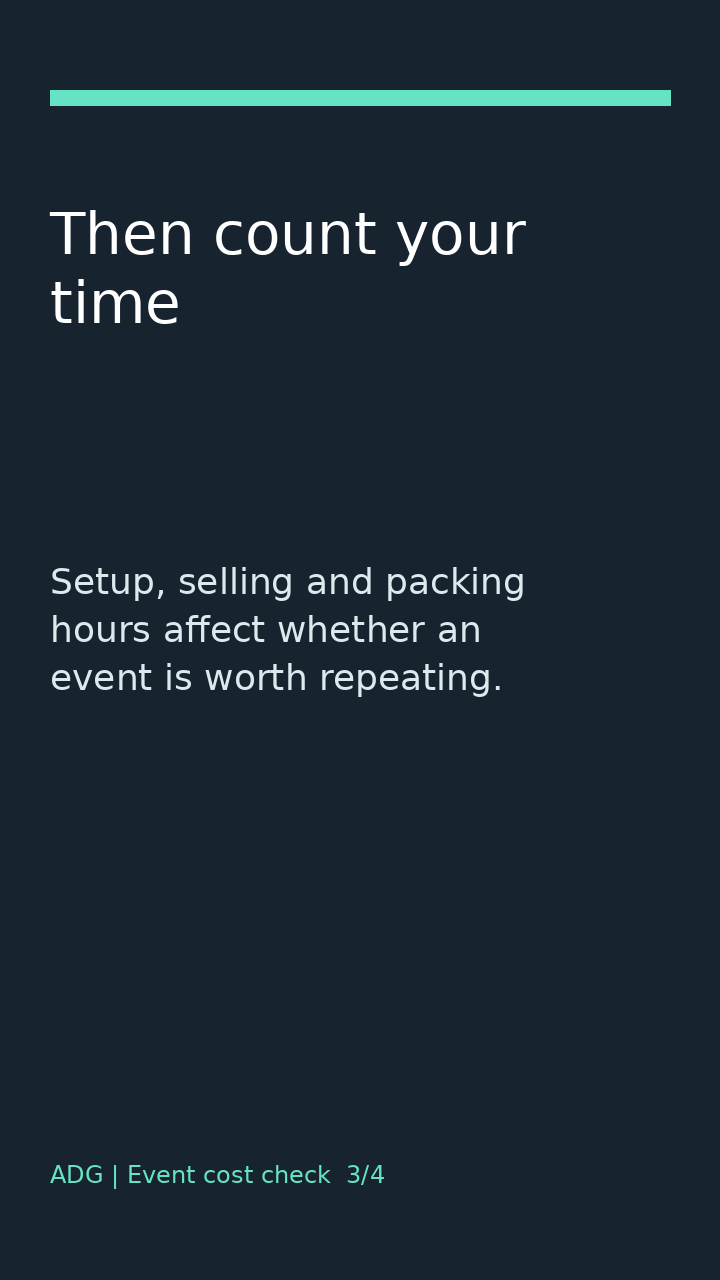 Then count your
time
Setup, selling and packing
hours affect whether an
event is worth repeating.
ADG | Event cost check  3/4